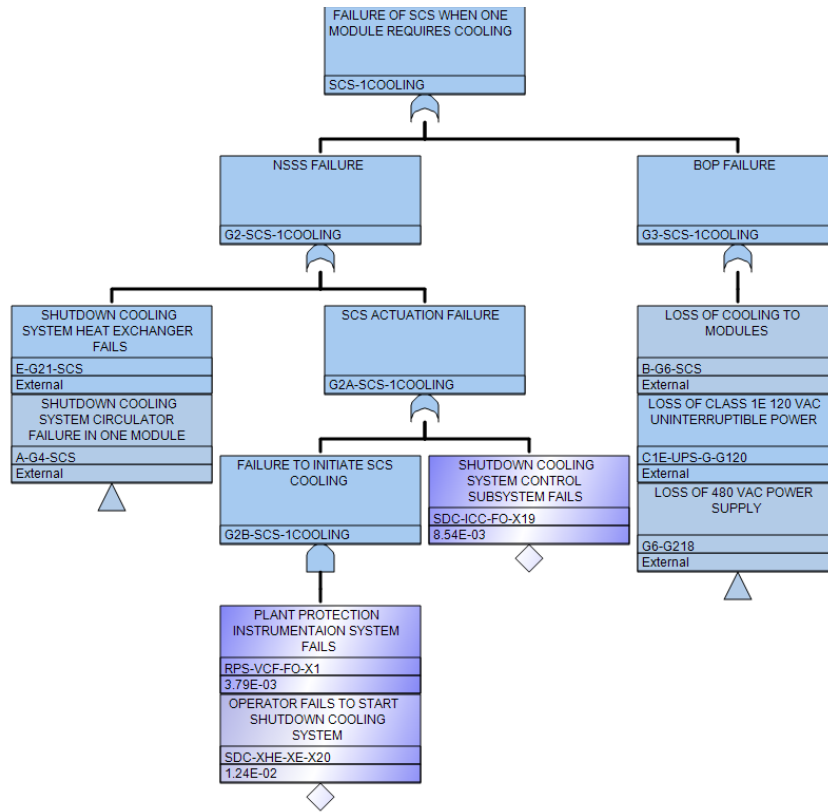 FAILURE OF SCS WHEN ONE
MODULE REQUIRES COOLING
SCS-1COOLING
NSSS FAILURE
G2-SCS-1COOLING
BOP FAILURE
G3-SCS-1COOLING
SHUTDOWN COOLING
SYSTEM HEAT EXCHANGER
FAILS
E-G21-SCS
External
SHUTDOWN COOLING
SYSTEM CIRCULATOR
FAILURE IN ONE MODULE
A-G4-SCS
External
SCS ACTUATION FAILURE
G2A-SCS-1COOLING
LOSS OF COOLING TO
MODULES
B-G6-SCS
External
LOSS OF CLASS 1E 120 VAC
UNINTERRUPTIBLE POWER
C1E-UPS-G-G120
External
LOSS OF 480 VAC POWER
SUPPLY
G6-G218
External
FAILURE TO INITIATE SCS
COOLING
G2B-SCS-1COOLING
SHUTDOWN COOLING
SYSTEM CONTROL
SUBSYSTEM FAILS
SDC-ICC-FO-X19
8.54E-03
PLANT PROTECTION
INSTRUMENTAION SYSTEM
FAILS
RPS-VCF-FO-X1
3.79E-03
OPERATOR FAILS TO START
SHUTDOWN COOLING
SYSTEM
SDC-XHE-XE-X20
1.24E-02